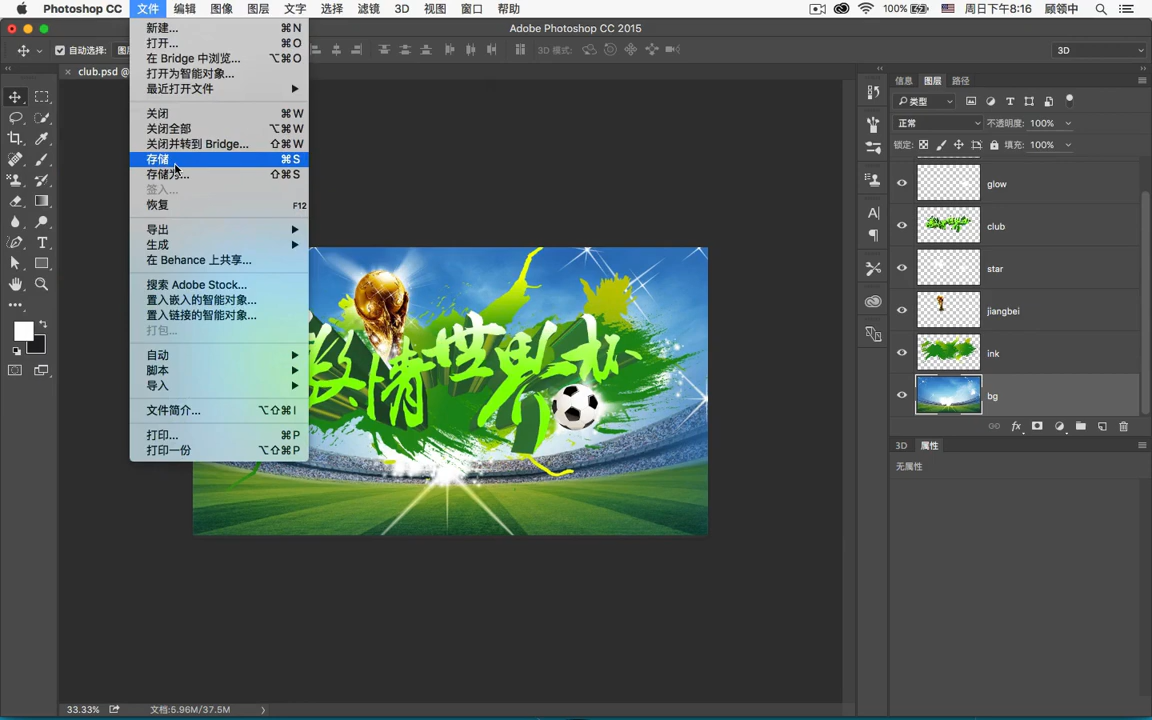 Photoshop CC 文件 编辑 图像 图层 文字 选择 滤镜 3D 视图 窗口 帮助 100% 周日下午8:16 顾领中
Adobe Photoshop CC 2015
自动选择: 3D模式: 3D
club.psd @
新建... ⌘N
打开... ⌘O
在 Bridge 中浏览... ⌥⌘O
打开为智能对象...
最近打开文件
关闭 ⌘W
关闭全部 ⌥⌘W
关闭并转到 Bridge... ⇧⌘W
存储 ⌘S
存储为... ⇧⌘S
签入...
恢复 F12
导出
生成
在 Behance 上共享...
搜索 Adobe Stock...
置入嵌入的智能对象...
置入链接的智能对象...
打包...
自动
脚本
导入
文件简介... ⌥⇧⌘I
打印... ⌘P
打印一份 ⌥⇧⌘P
激情世界杯
信息 图层 路径
类型
正常 不透明度: 100%
锁定: 填充: 100%
glow
club
star
jiangbei
ink
bg
3D 属性
无属性
33.33% 文档:5.96M/37.5M